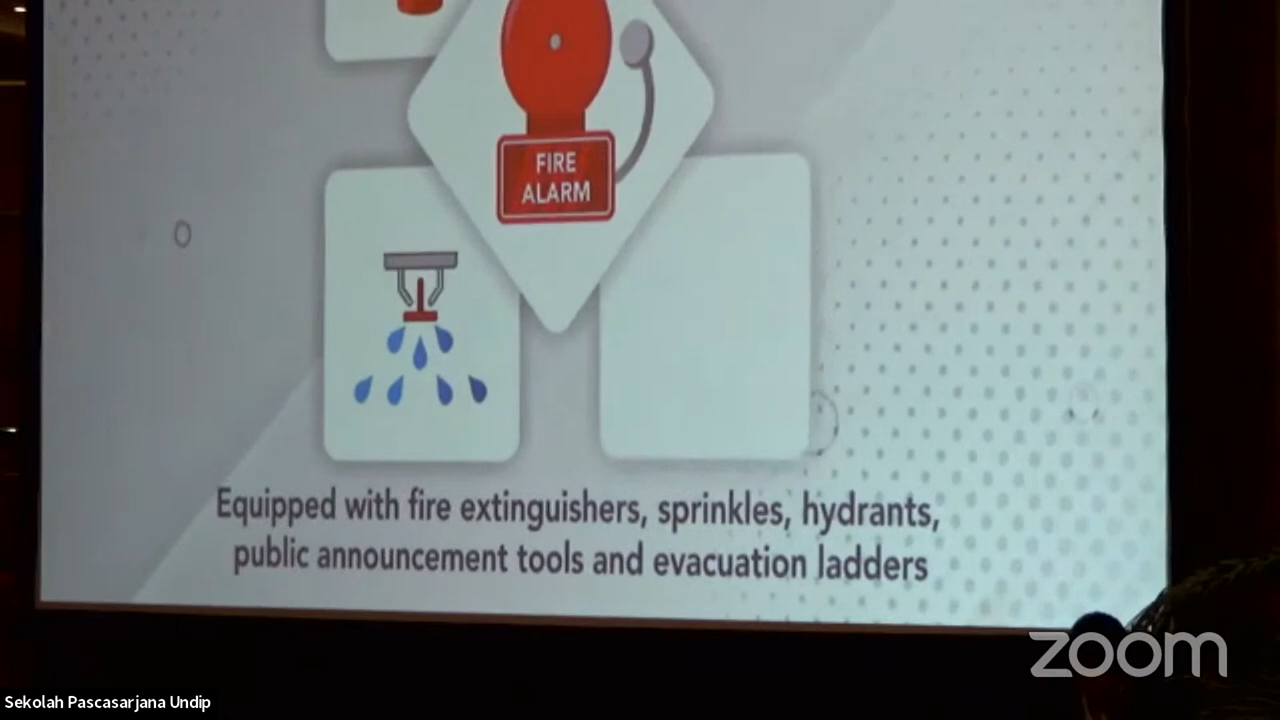 FIRE
ALARM
Equipped with fire extinguishers, sprinkles, hydrants,
public announcement tools and evacuation ladders
zoom
Sekolah Pascasarjana Undip